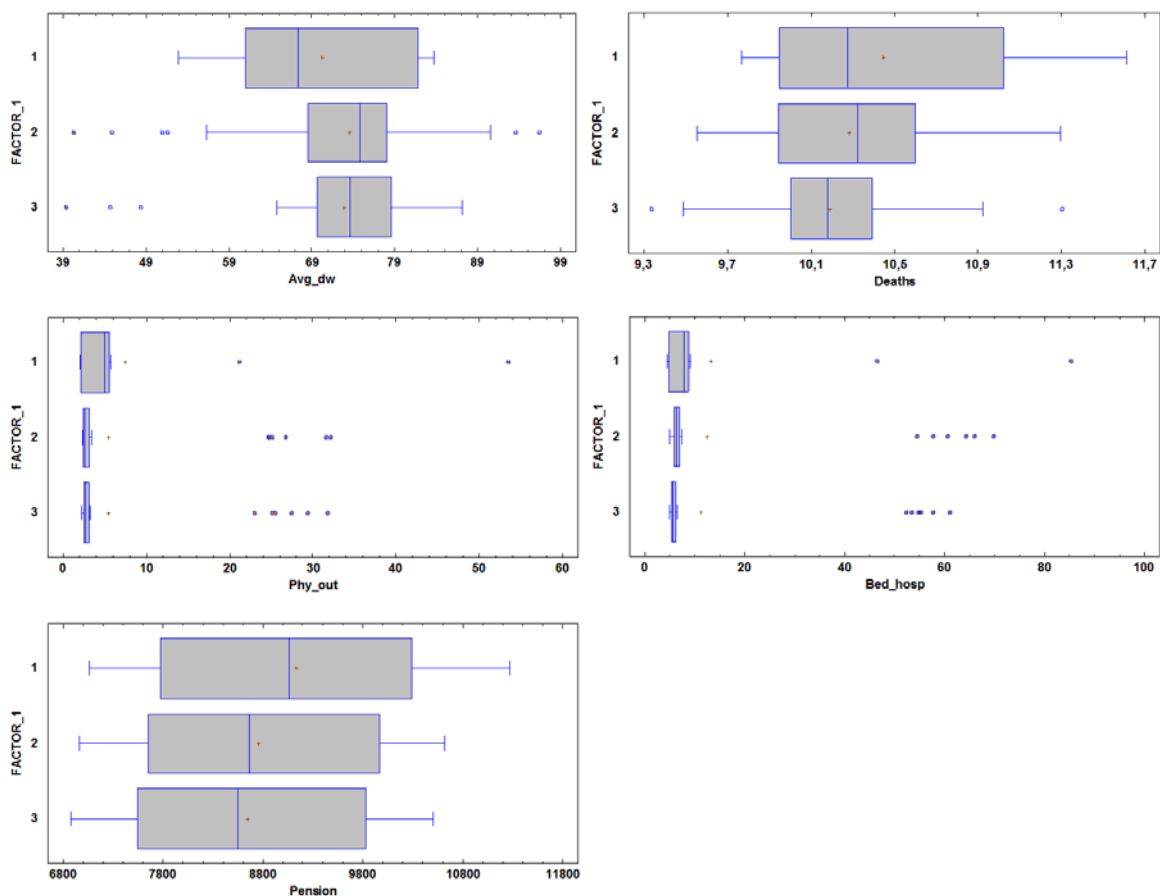 FACTOR_1
1
2
3
39 49 59 69 79 89 99
Avg_dw
FACTOR_1
1
2
3
9,3 9,7 10,1 10,5 10,9 11,3 11,7
Deaths
FACTOR_1
1
2
3
0 10 20 30 40 50 60
Phy_out
FACTOR_1
1
2
3
0 20 40 60 80 100
Bed_hosp
FACTOR_1
1
2
3
6800 7800 8800 9800 10800 11800
Pension